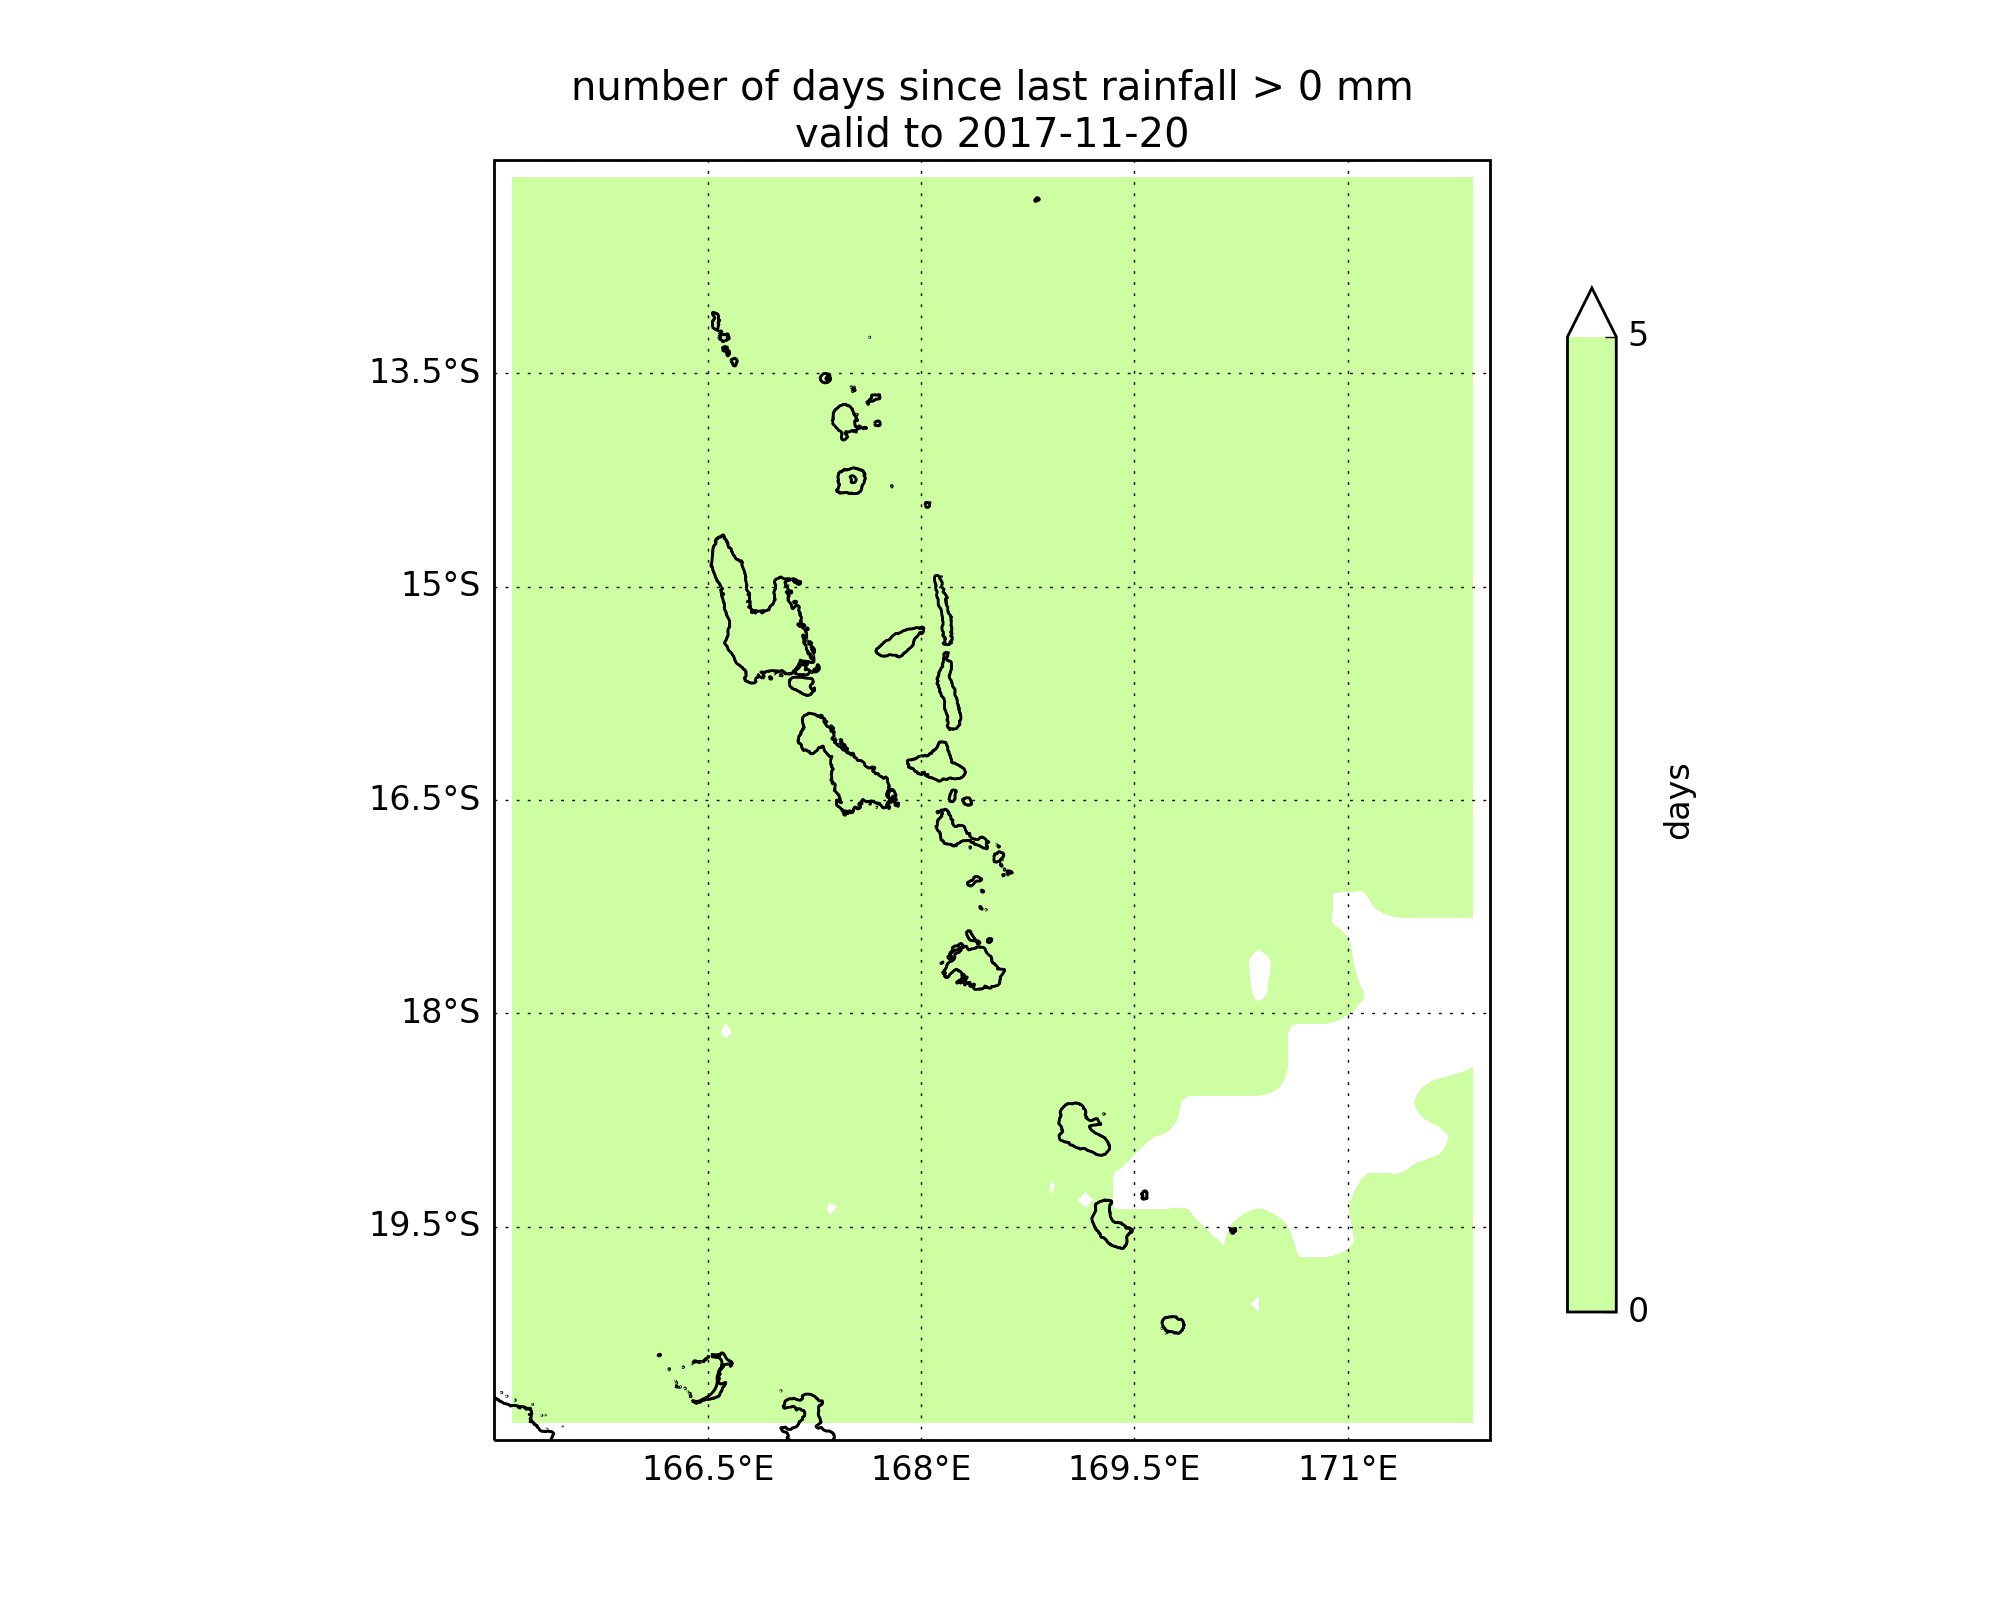 number of days since last rainfall > 0 mm
valid to 2017-11-20
13.5°S
15°S
16.5°S
18°S
19.5°S
166.5°E
168°E
169.5°E
171°E
5
days
0